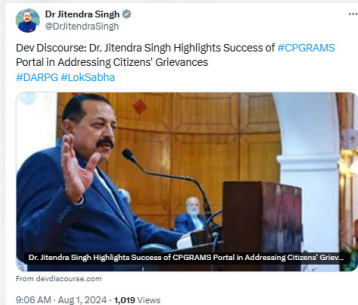 Dr Jitendra Singh
@DrJitendraSingh
Dev Discourse: Dr. Jitendra Singh Highlights Success of #CPGRAMS
Portal in Addressing Citizens' Grievances
#DARPG #LokSabha
Dr. Jitendra Singh Highlights Success of CPGRAMS Portal in Addressing Citizens' Griev...
From devdiscourse.com
9:06 AM · Aug 1, 2024 · 1,019 Views